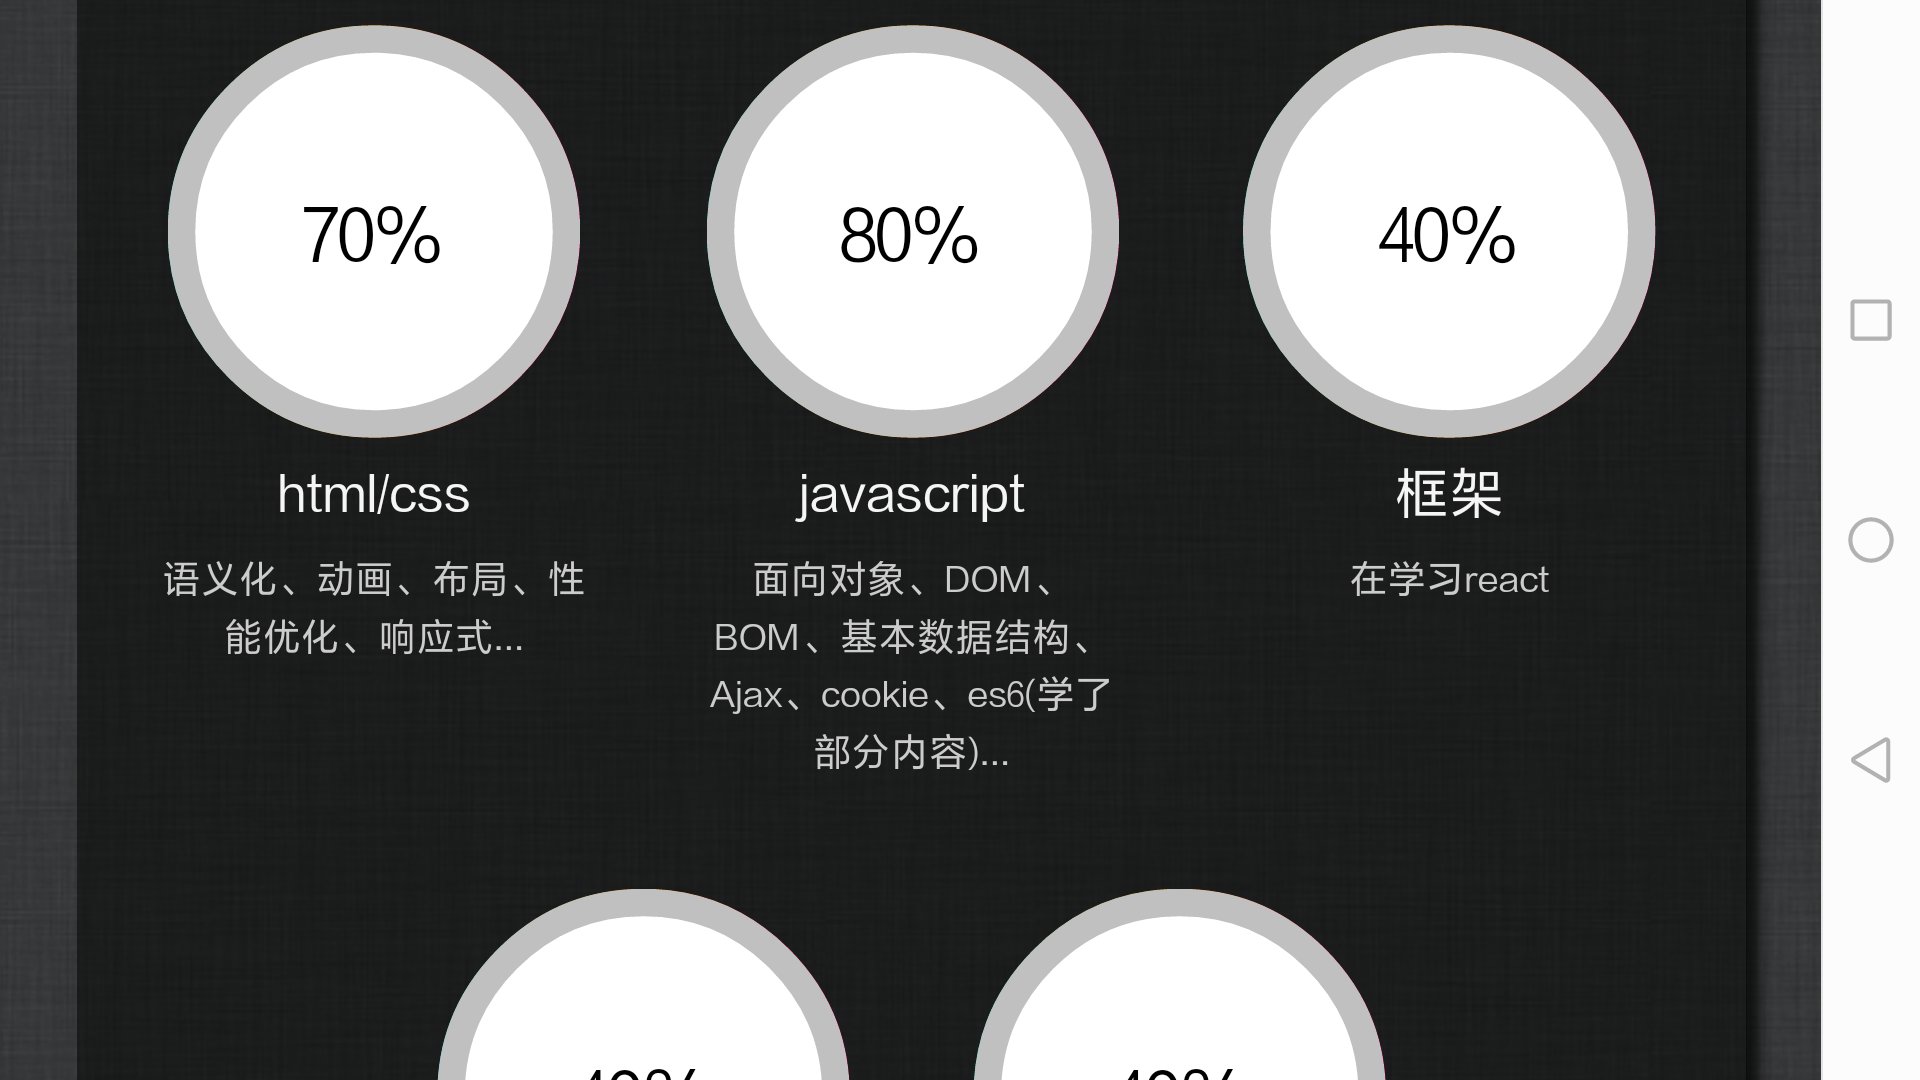 70%
80%
40%
html/css
javascript
框架
语义化、动画、布局、性
能优化、响应式...
面向对象、DOM、
BOM、基本数据结构、
Ajax、cookie、es6(学了
部分内容)...
在学习react